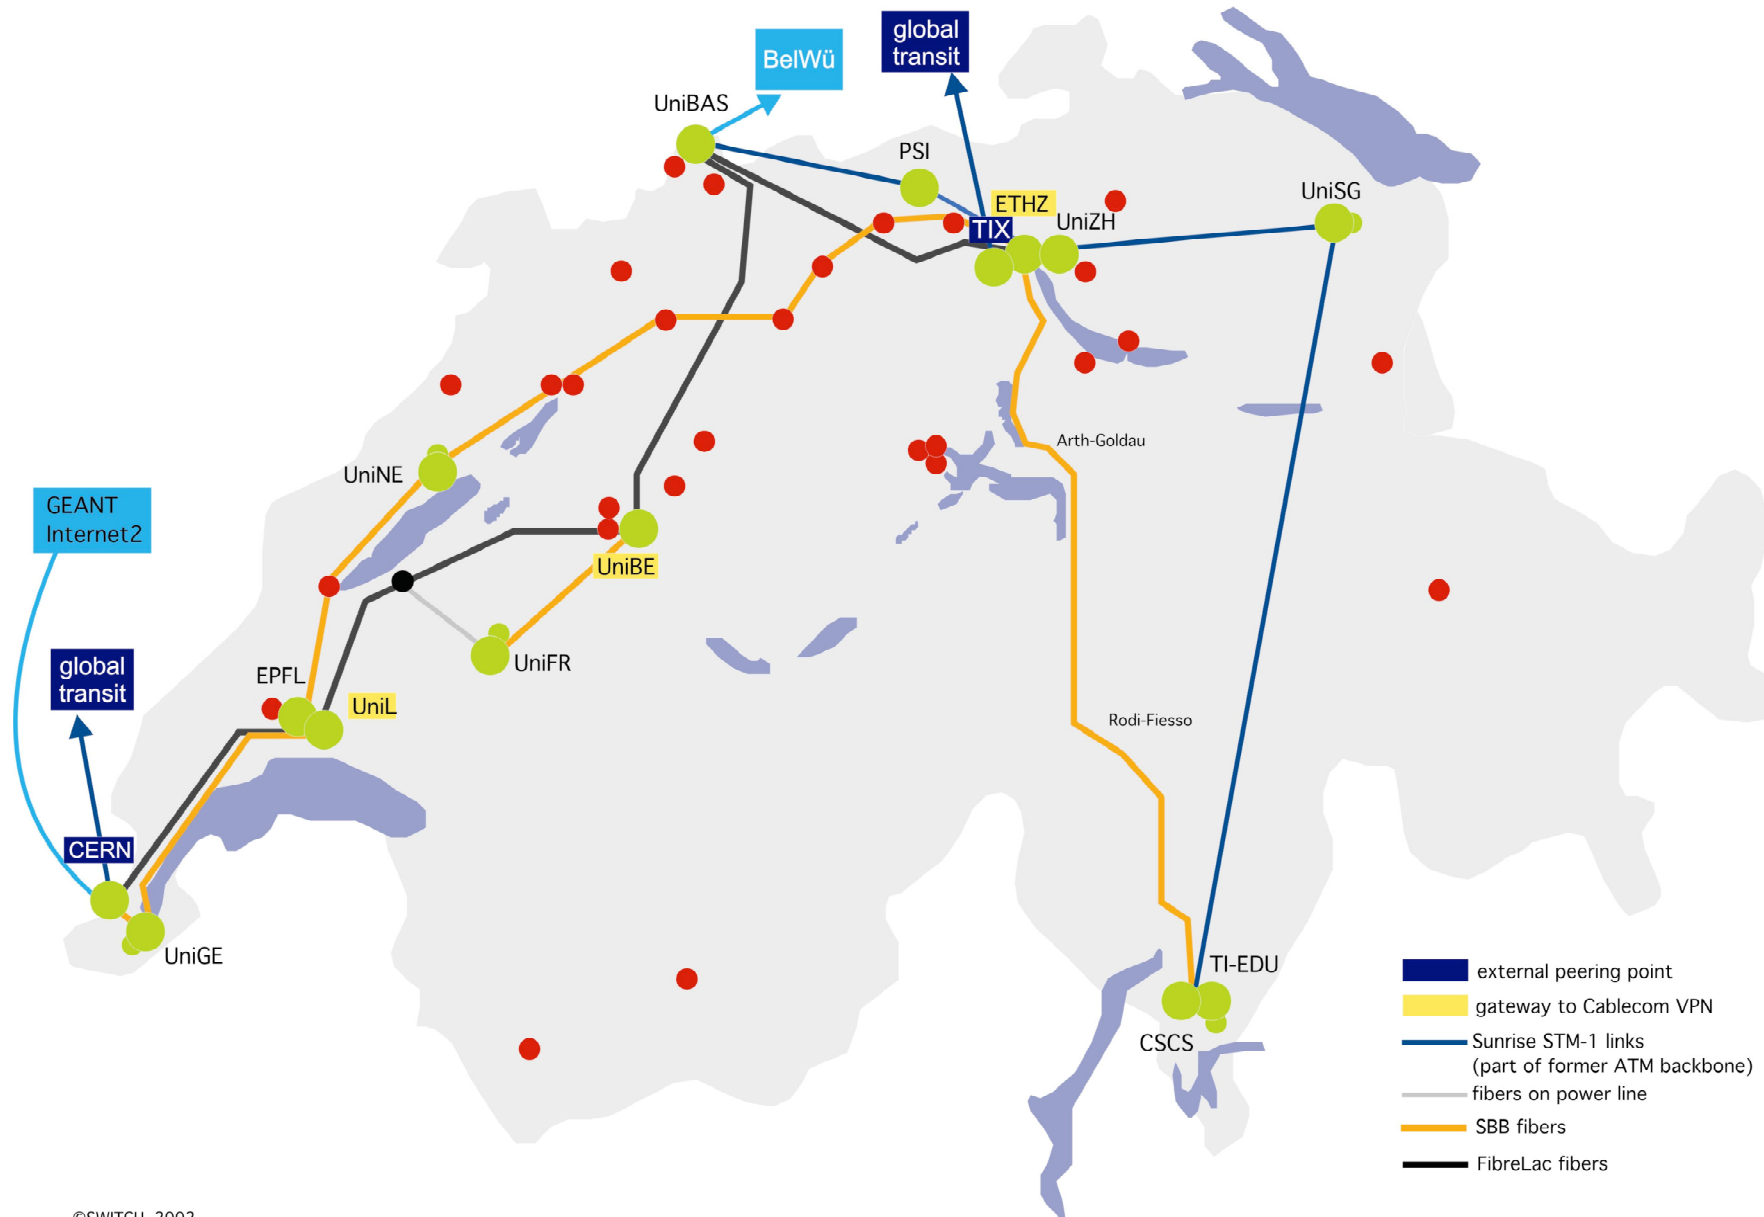 global
transit
BelWü
UniBAS
PSI
ETHZ
UniSG
TIX
UniZH
Arth-Goldau
UniNE
GEANT
Internet2
UniBE
global
transit
EPFL
UniFR
UniL
Rodi-Fiesso
CERN
UniGE
TI-EDU
CSCS
external peering point
gateway to Cablecom VPN
Sunrise STM-1 links
(part of former ATM backbone)
fibers on power line
SBB fibers
FibreLac fibers